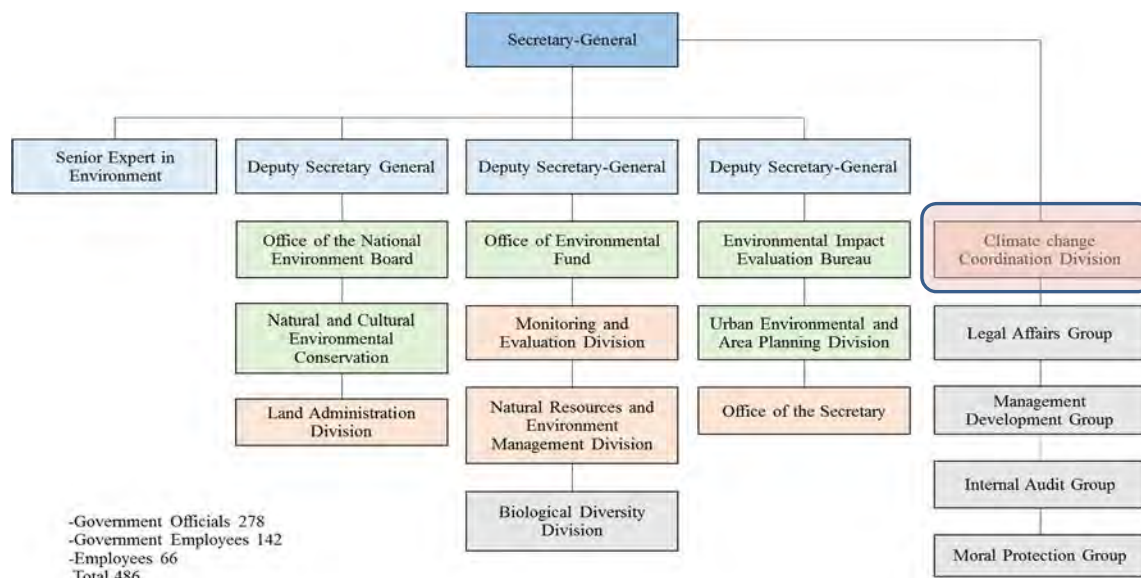 Secretary-General
Senior Expert in
Environment
Deputy Secretary General
Deputy Secretary-General
Deputy Secretary-General
Office of the National
Environment Board
Office of Environmental
Fund
Environmental Impact
Evaluation Bureau
Climate change
Coordination Division
Natural and Cultural
Environmental
Conservation
Monitoring and
Evaluation Division
Urban Environmental and
Area Planning Division
Legal Affairs Group
Land Administration
Division
Natural Resources and
Environment
Management Division
Office of the Secretary
Management
Development Group
Biological Diversity
Division
Internal Audit Group
Moral Protection Group
-Government Officials 278
-Government Employees 142
-Employees 66
-Total 486